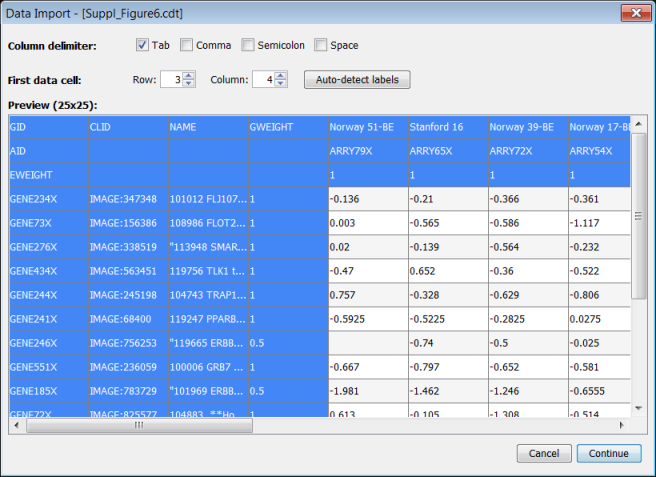 Data Import - [Suppl_Figure6.cdt]
Column delimiter: Tab Comma Semicolon Space
First data cell: Row: 3 Column: 4 Auto-detect labels
Preview (25x25):
GID CLID NAME GWEIGHT Norway 51-BE Stanford 16 Norway 39-BE Norway 17-BE
AID ARRY79X ARRY65X ARRY72X ARRY54X
EWEIGHT 1 1 1 1
GENE234X IMAGE:347348 101012 FLJ107... 1 -0.136 -0.21 -0.366 -0.361
GENE73X IMAGE:156386 108986 FLOT2... 1 0.003 -0.565 -0.586 -1.117
GENE276X IMAGE:338519 "113948 SMAR... 1 0.02 -0.139 -0.564 -0.232
GENE434X IMAGE:563451 119756 TLK1 t... 1 -0.47 0.652 -0.36 -0.522
GENE244X IMAGE:245198 104743 TRAP1... 1 0.757 -0.328 -0.629 -0.806
GENE241X IMAGE:68400 119247 PPARB... 1 -0.5925 -0.5225 -0.2825 0.0275
GENE246X IMAGE:756253 "119665 ERBB... 0.5 -0.74 -0.5 -0.025
GENE551X IMAGE:236059 100006 GRB7 ... 1 -0.667 -0.797 -0.652 -0.581
GENE185X IMAGE:783729 "101969 ERBB... 0.5 -1.981 -1.462 -1.246 -0.6555
GENE72X IMAGE:825577 104883 **Ho... 1 0.613 -0.105 -1.308 -0.514
Cancel Continue